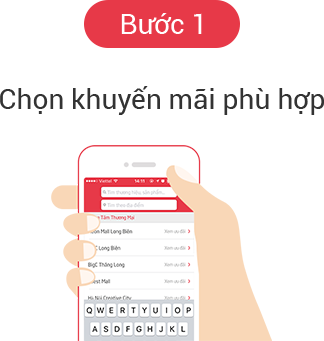 Bước 1
Chọn khuyến mãi phù hợp
Viettel
14:15
Tìm thương hiệu, sản phẩm...
Tìm theo địa điểm
Tâm Thương Mại
Mall Long Biên Xem ưu đãi >
Long Biên Xem ưu đãi >
BigC Thăng Long Xem ưu đãi >
Mall Xem ưu đãi >
Hà Nội Creative City Xem ưu đãi >
Q W E R T Y U I O P
A S D F G H J K L